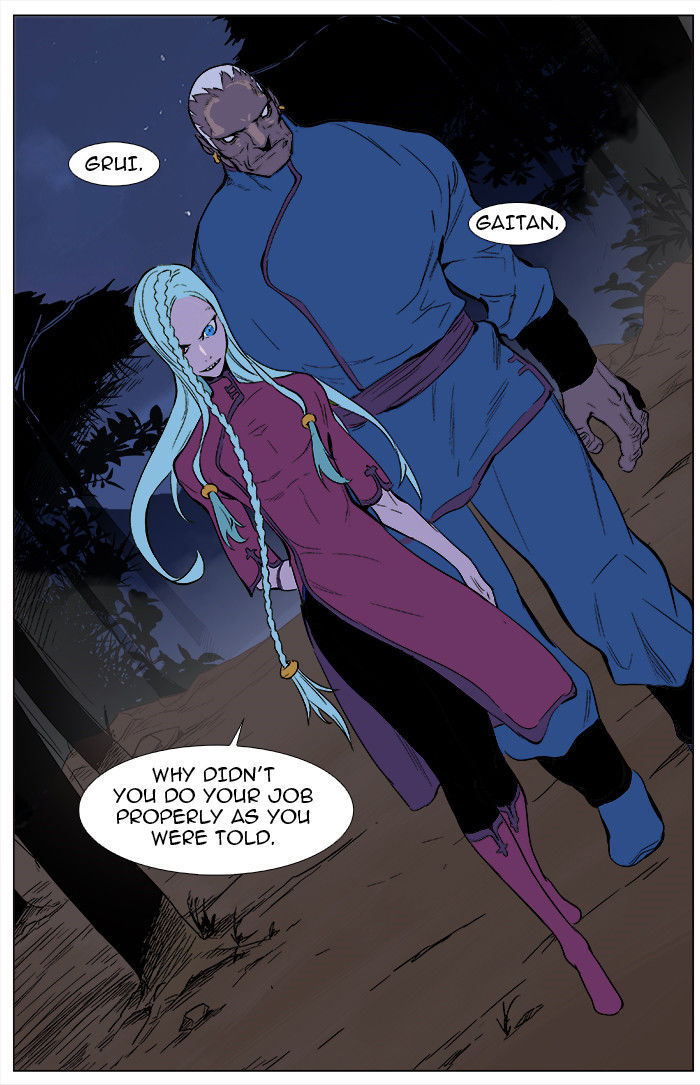 GRUI.
GAITAN.
WHY DIDN'T
YOU DO YOUR JOB
PROPERLY AS YOU
WERE TOLD.